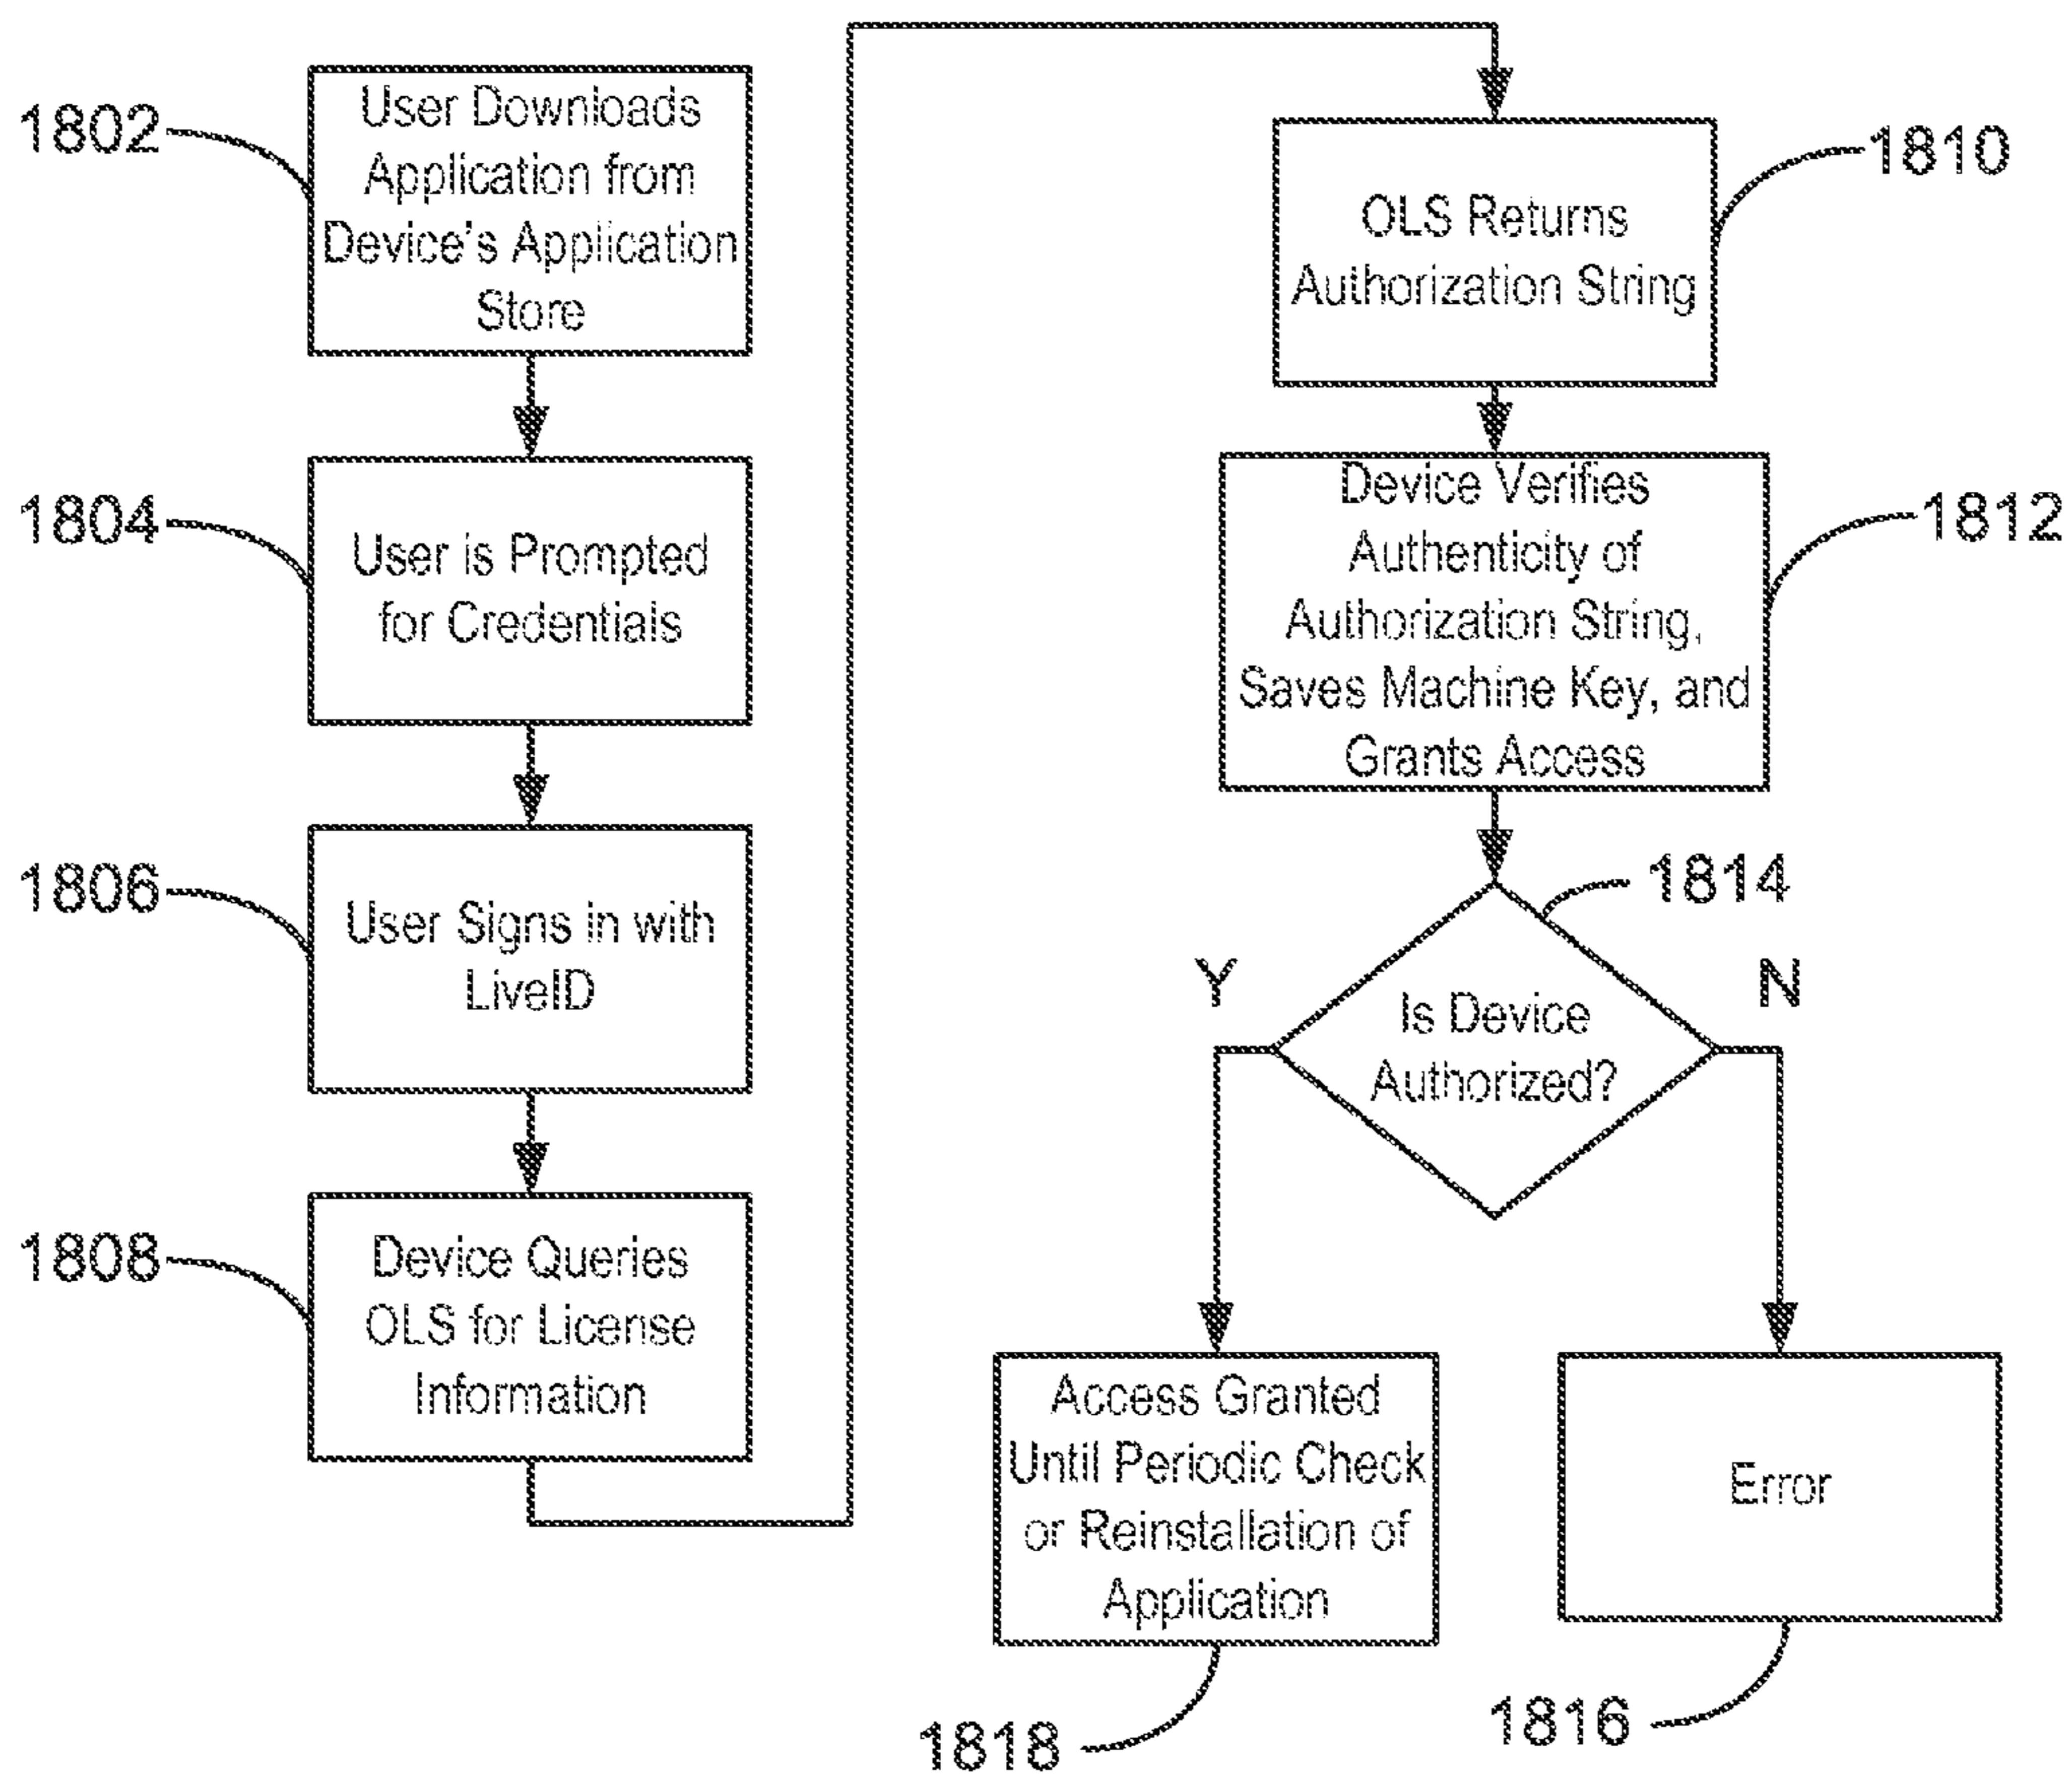 1802
User Downloads
Application from
Device's Application
Store
1804
User is Prompted
for Credentials
1806
User Signs in with
LiveID
1808
Device Queries
OLS for License
Information
1810
OLS Returns
Authorization String
1812
Device Verifies
Authenticity of
Authorization String,
Saves Machine Key, and
Grants Access
1814
Y
N
Is Device
Authorized?
Access Granted
Until Periodic Check
or Reinstallation of
Application
1818
Error
1816